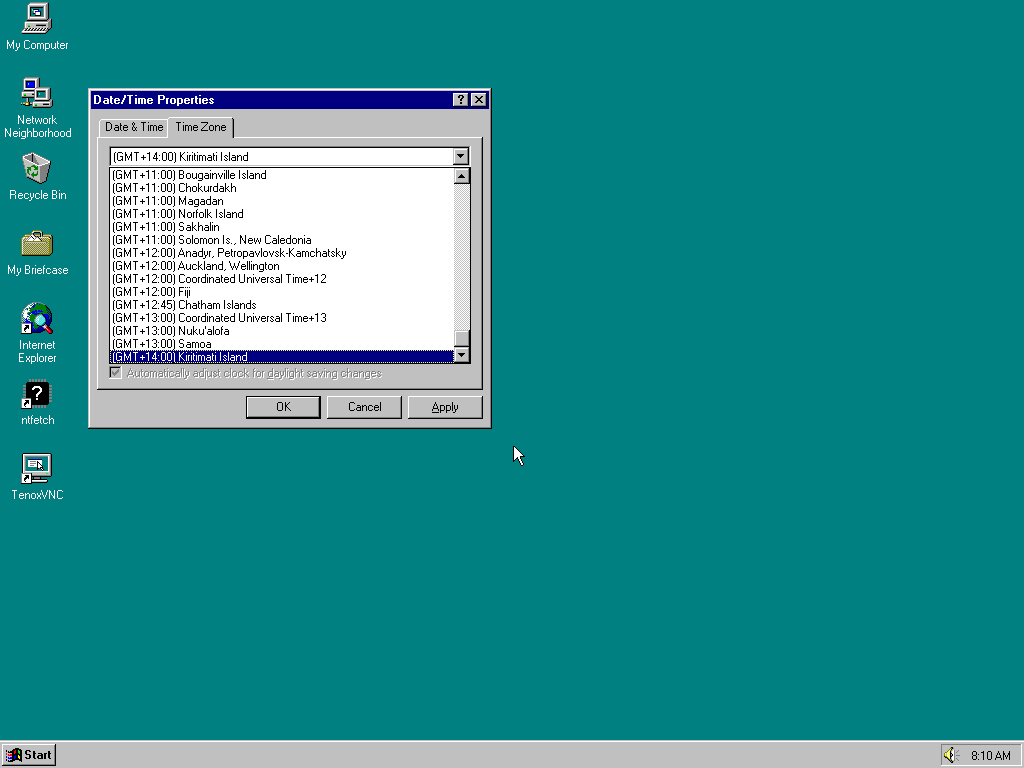 My Computer
Network
Neighborhood
Recycle Bin
My Briefcase
Internet
Explorer
ntfetch
TenoxVNC
Date/Time Properties
Date & Time
Time Zone
(GMT+14:00) Kiritimati Island
(GMT+11:00) Bougainville Island
(GMT+11:00) Chokurdakh
(GMT+11:00) Magadan
(GMT+11:00) Norfolk Island
(GMT+11:00) Sakhalin
(GMT+11:00) Solomon Is., New Caledonia
(GMT+12:00) Anadyr, Petropavlovsk-Kamchatsky
(GMT+12:00) Auckland, Wellington
(GMT+12:00) Coordinated Universal Time+12
(GMT+12:00) Fiji
(GMT+12:45) Chatham Islands
(GMT+13:00) Coordinated Universal Time+13
(GMT+13:00) Nuku'alofa
(GMT+13:00) Samoa
(GMT+14:00) Kiritimati Island
Automatically adjust clock for daylight saving changes
OK
Cancel
Apply
Start
8:10 AM